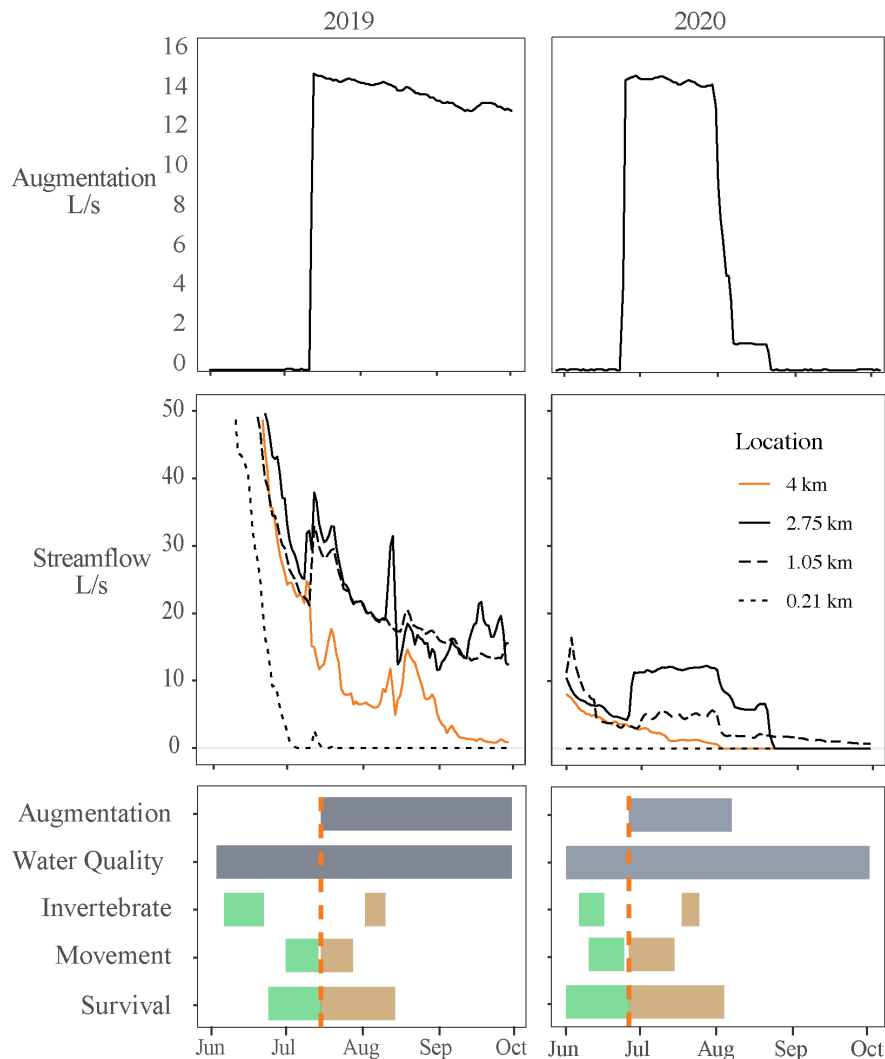 2019
2020
16
14
12
10
8
6
4
2
0
Augmentation
L/s
50
40
30
20
10
0
Streamflow
L/s
Location
4 km
2.75 km
1.05 km
0.21 km
Augmentation
Water Quality
Invertebrate
Movement
Survival
Jun Jul Aug Sep Oct
Jun Jul Aug Sep Oct